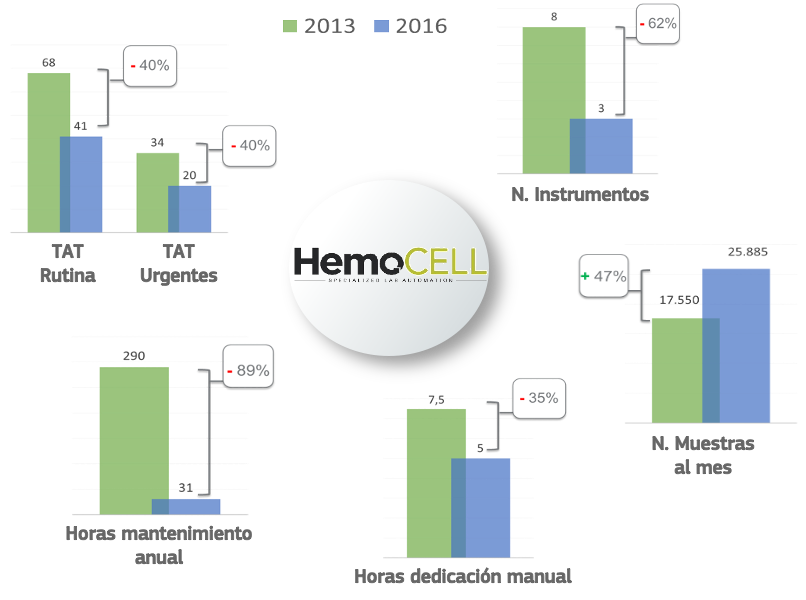 2013
2016
68
- 40%
41
34
- 40%
20
TAT
Rutina
TAT
Urgentes
8
- 62%
3
N. Instrumentos
HemoCELL
SPECIALIZED LAB AUTOMATION
25.885
+ 47%
17.550
N. Muestras
al mes
290
- 89%
31
Horas mantenimiento
anual
7,5
- 35%
5
Horas dedicación manual